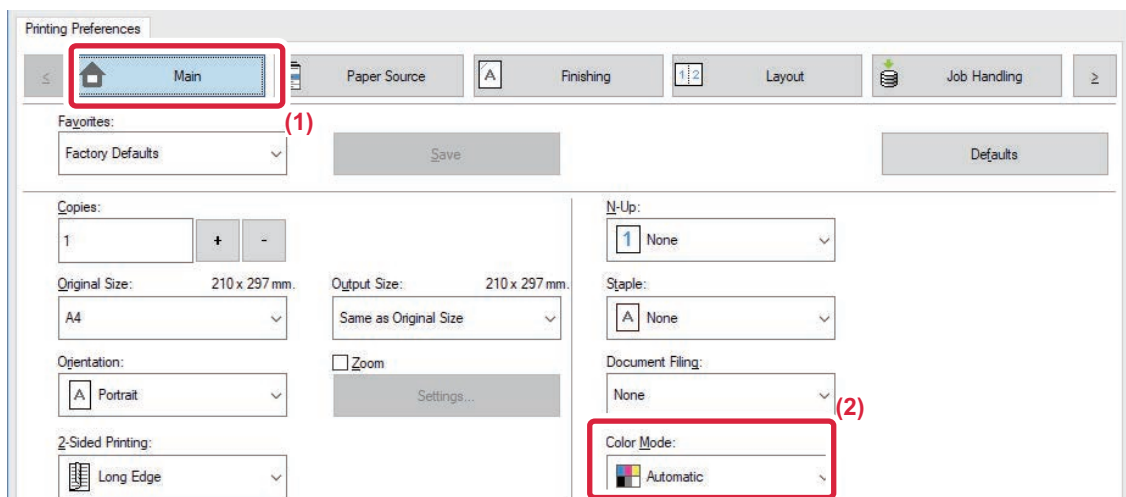 Printing Preferences
≤ Main Paper Source A Finishing 1 2 Layout Job Handling ≥
(1)
Favorites:
Factory Defaults Save Defaults
Copies: N-Up:
1 + - 1 None
Original Size: 210 x 297 mm. Output Size: 210 x 297 mm. Staple:
A4 Same as Original Size A None
Orientation: Zoom Document Filing:
A Portrait Settings... None
(2)
2-Sided Printing: Color Mode:
Long Edge Automatic